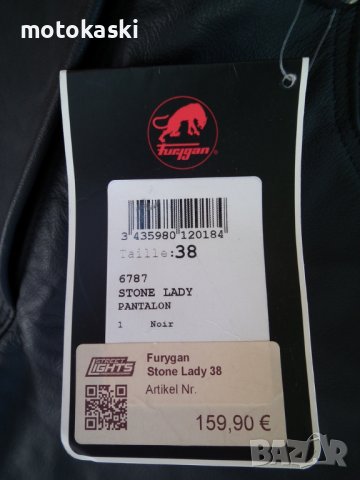 motokaski
furygan
3 435980 120184
Taille:38
6787
STONE LADY
PANTALON
1 Noir
STREET LIGHTS
Furygan
Stone Lady 38
Artikel Nr.
159,90 €
BAZAR